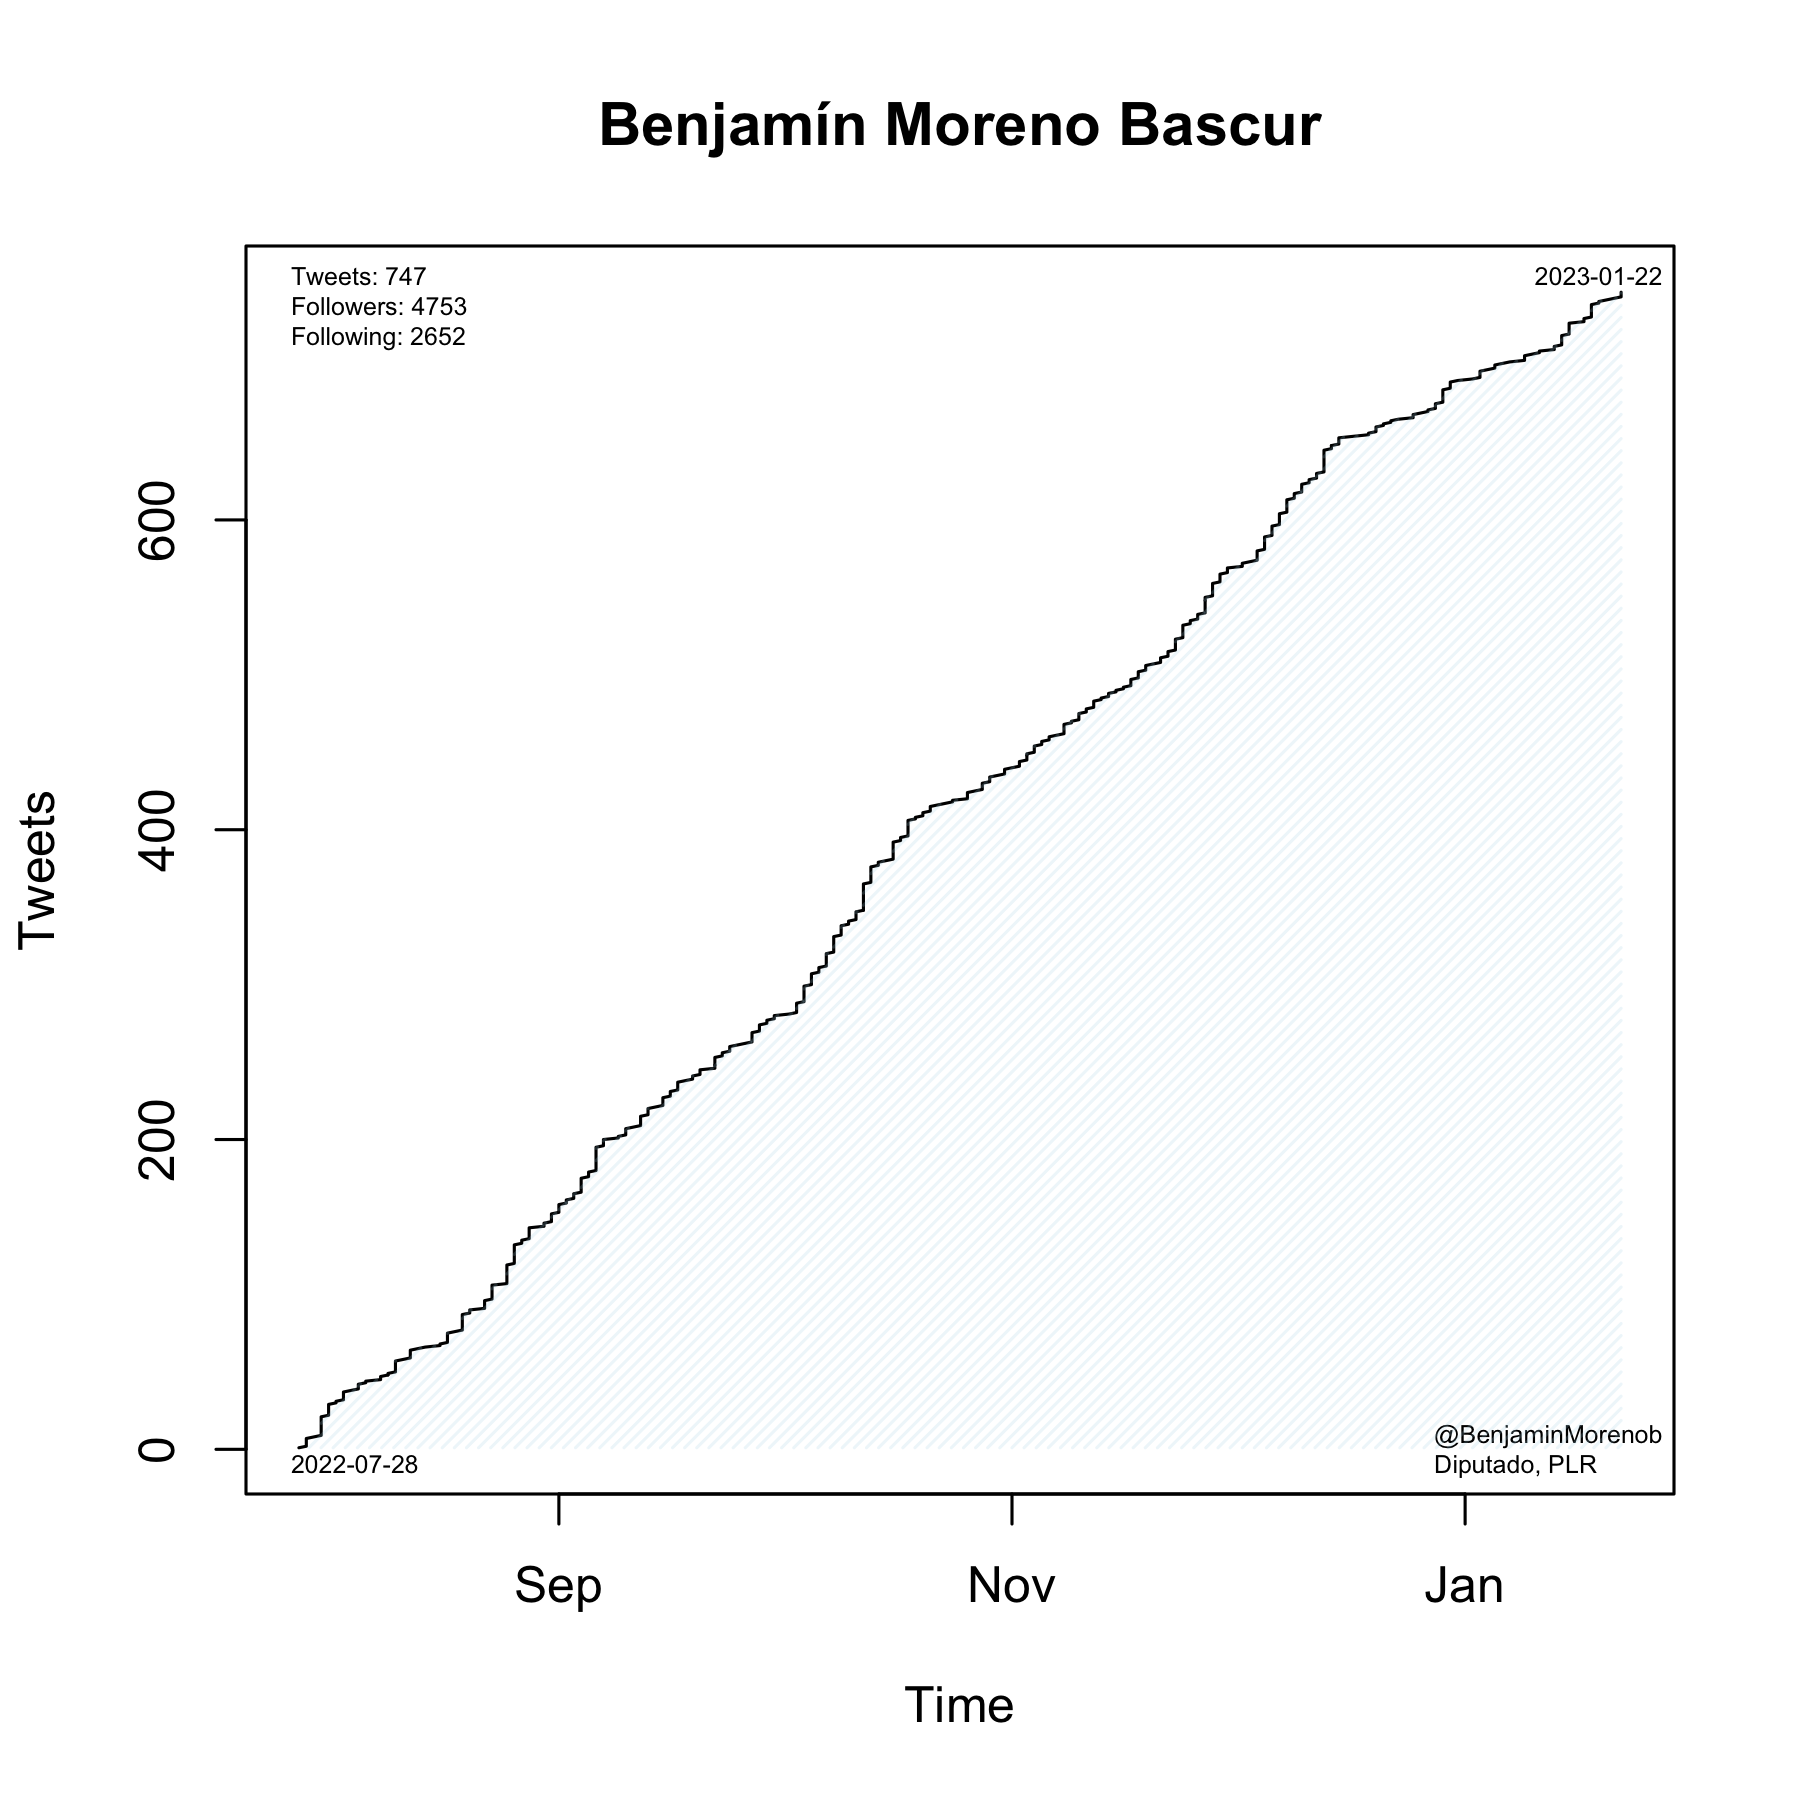 Benjamín Moreno Bascur
Tweets: 747
Followers: 4753
Following: 2652
2023-01-22
600
400
200
0
Tweets
2022-07-28
@BenjaminMorenob
Diputado, PLR
Sep
Nov
Jan
Time